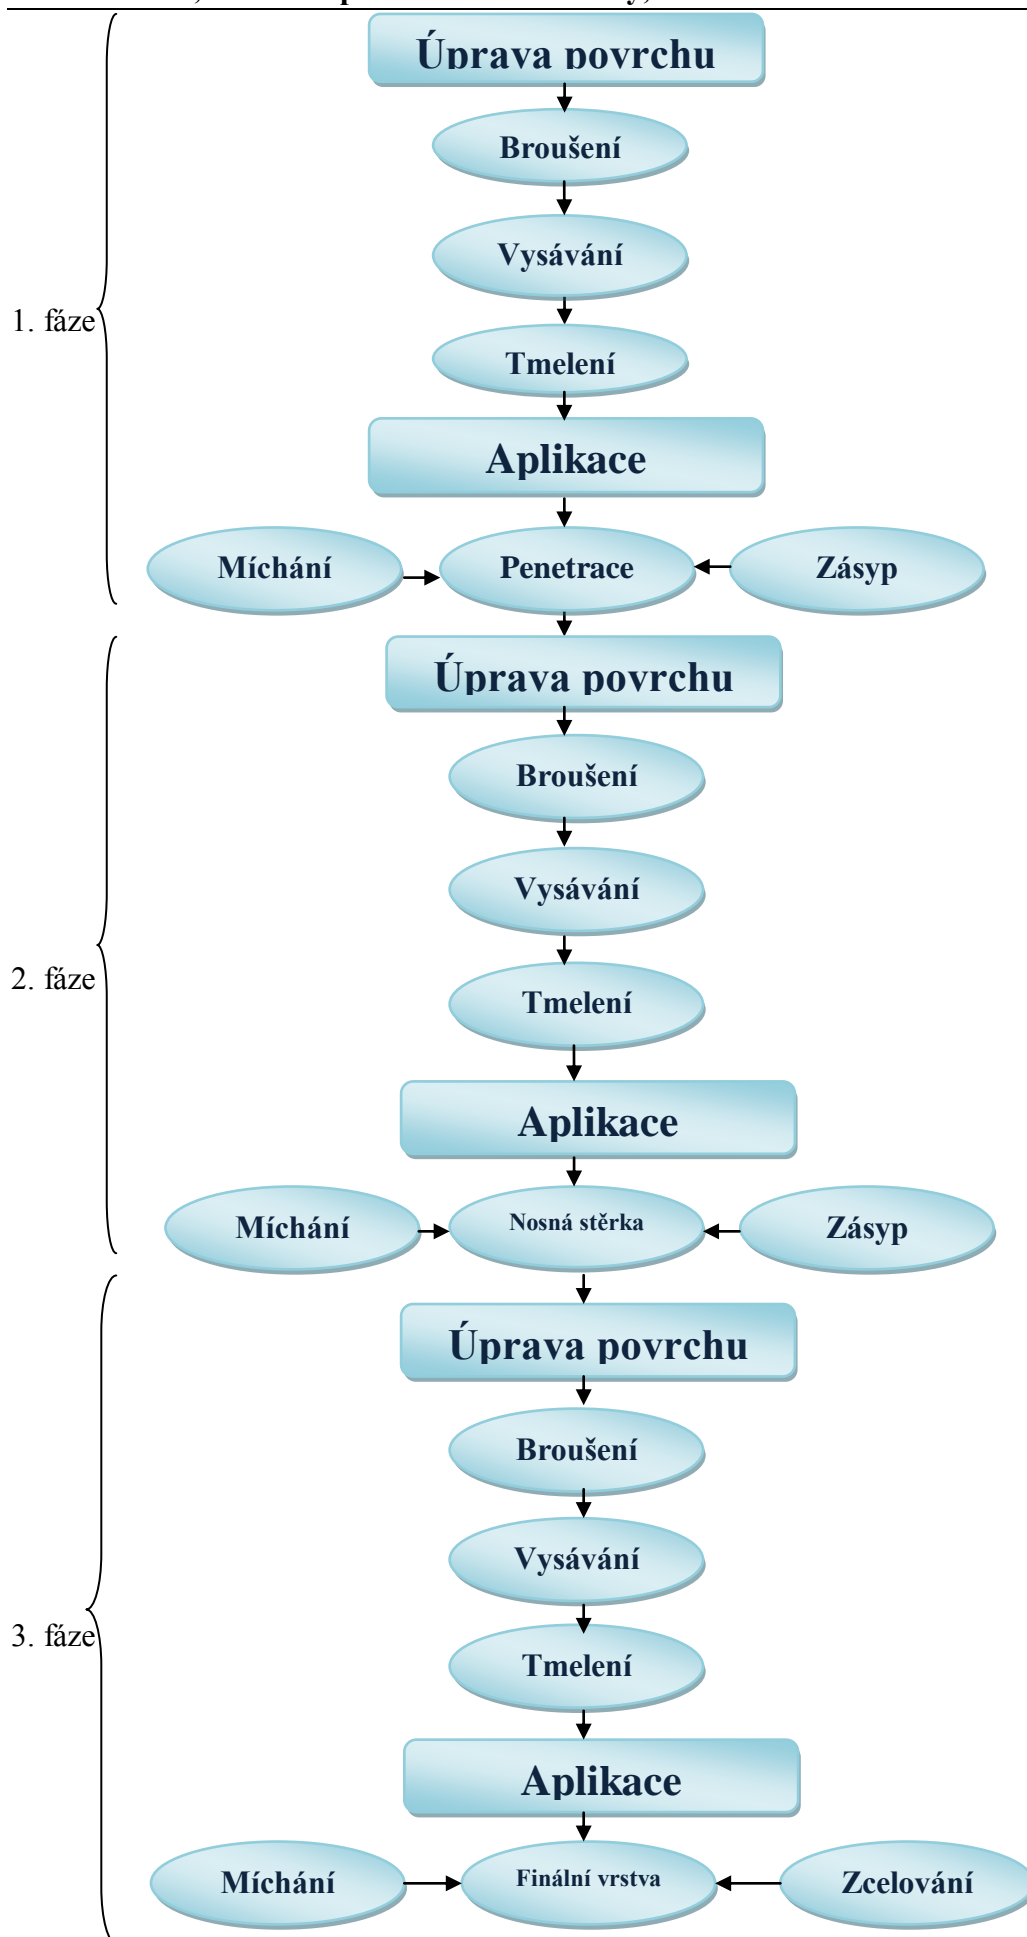 Úprava povrchu
Broušení
Vysávání
1. fáze
Tmelení
Aplikace
Míchání
Penetrace
Zásyp
Úprava povrchu
Broušení
Vysávání
2. fáze
Tmelení
Aplikace
Míchání
Nosná stěrka
Zásyp
Úprava povrchu
Broušení
Vysávání
3. fáze
Tmelení
Aplikace
Míchání
Finální vrstva
Zcelování